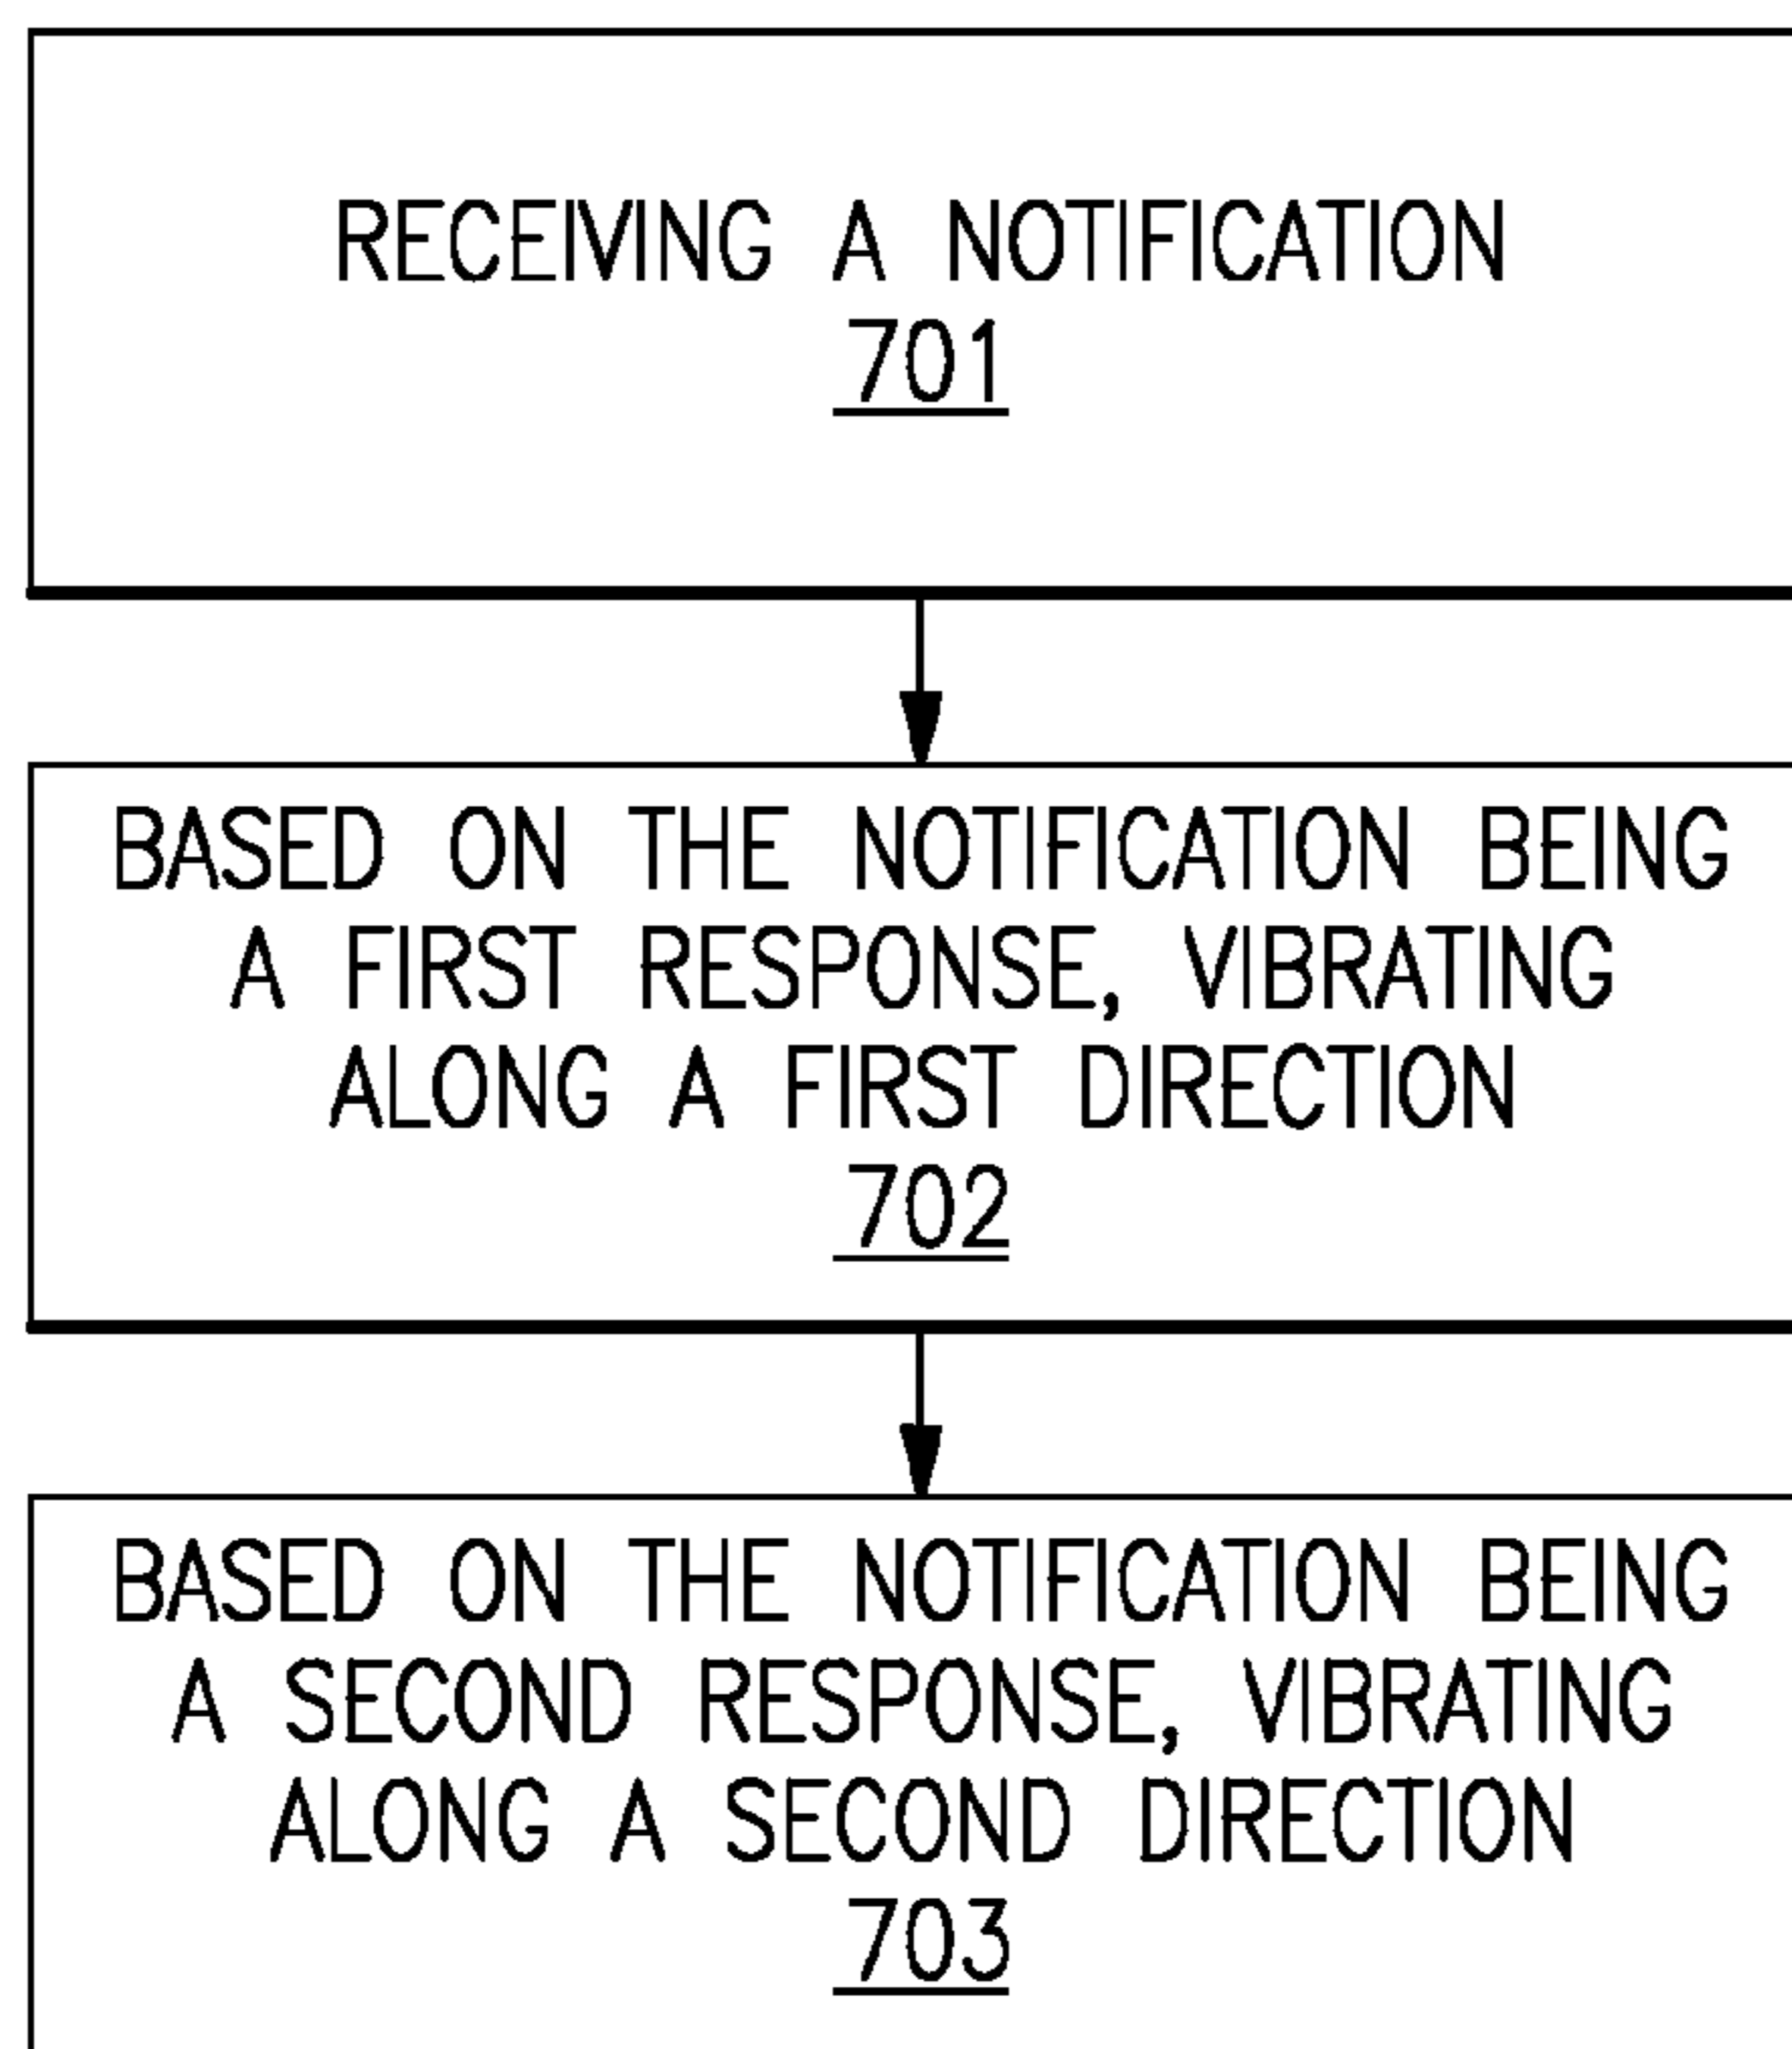 RECEIVING A NOTIFICATION
701
BASED ON THE NOTIFICATION BEING
A FIRST RESPONSE, VIBRATING
ALONG A FIRST DIRECTION
702
BASED ON THE NOTIFICATION BEING
A SECOND RESPONSE, VIBRATING
ALONG A SECOND DIRECTION
703